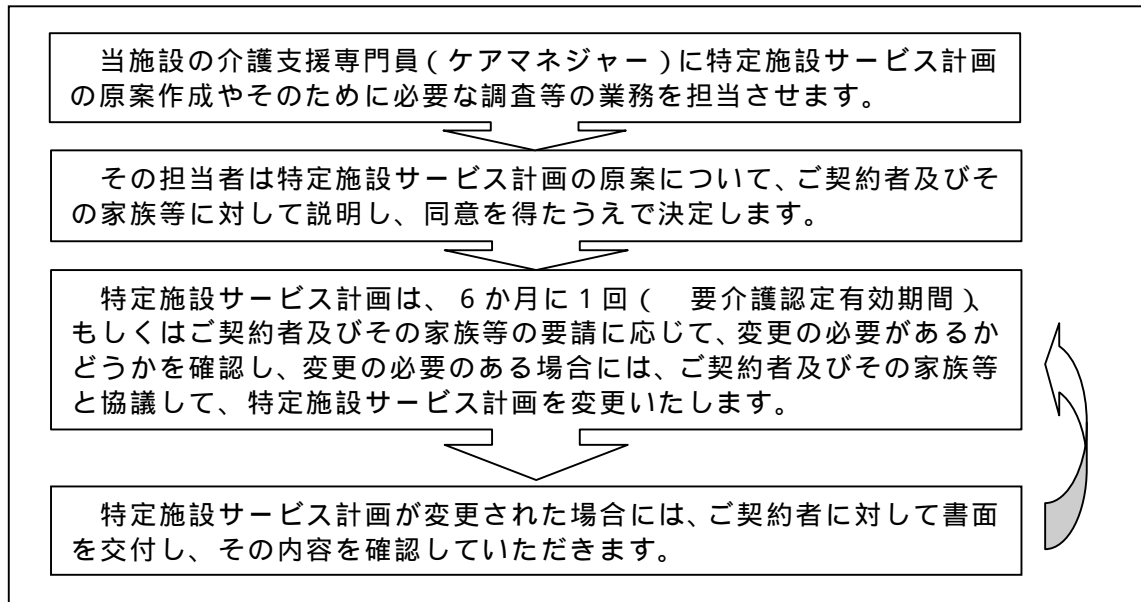 当施設の介護支援専門員(ケアマネジャー)に特定施設サービス計画
の原案作成やそのために必要な調査等の業務を担当させます。
その担当者は特定施設サービス計画の原案について、ご契約者及びそ
の家族等に対して説明し、同意を得たうえで決定します。
特定施設サービス計画は、6か月に1回( 要介護認定有効期間)、
もしくはご契約者及びその家族等の要請に応じて、変更の必要があるか
どうかを確認し、変更の必要のある場合には、ご契約者及びその家族等
と協議して、特定施設サービス計画を変更いたします。
特定施設サービス計画が変更された場合には、ご契約者に対して書面
を交付し、その内容を確認していただきます。